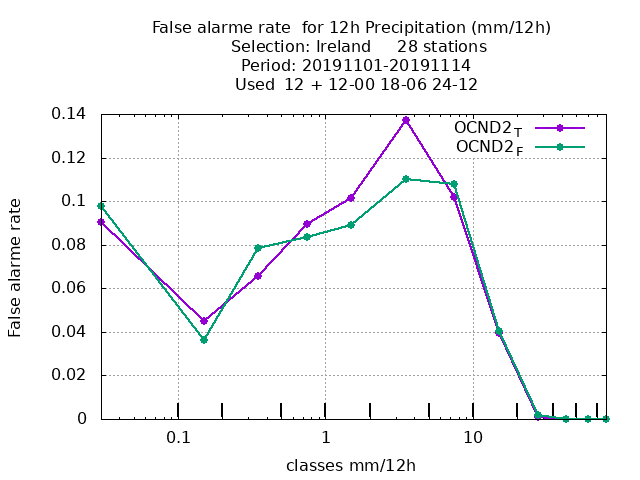 False alarme rate  for 12h Precipitation (mm/12h)
Selection: Ireland     28 stations
Period: 20191101-20191114
Used  12 + 12-00 18-06 24-12
OCND2T
OCND2F
0.14
0.12
0.1
0.08
0.06
0.04
0.02
0
False alarme rate
0.1 1 10
classes mm/12h